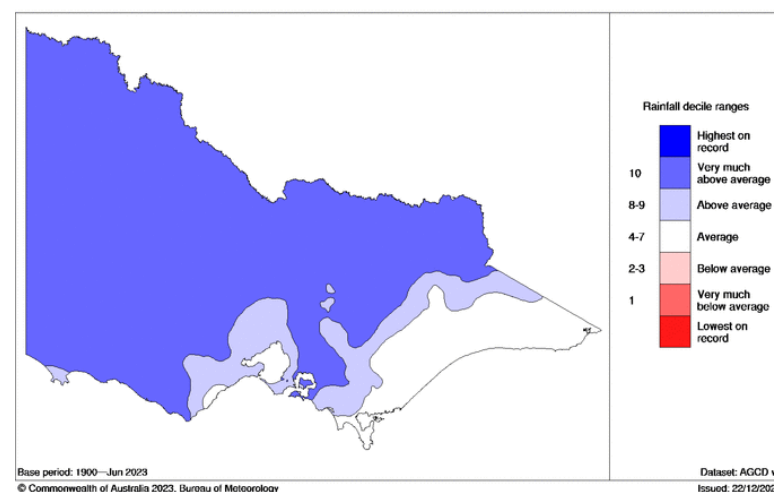 Rainfall decile ranges
Highest on
record
10
Very much
above average
8-9
Above average
4-7
Average
2-3
Below average
1
Very much
below average
Lowest on
record
Base period: 1900—Jun 2023
Dataset: AGCD
© Commonwealth of Australia 2023, Bureau of Meteorology
Issued: 22/12/202